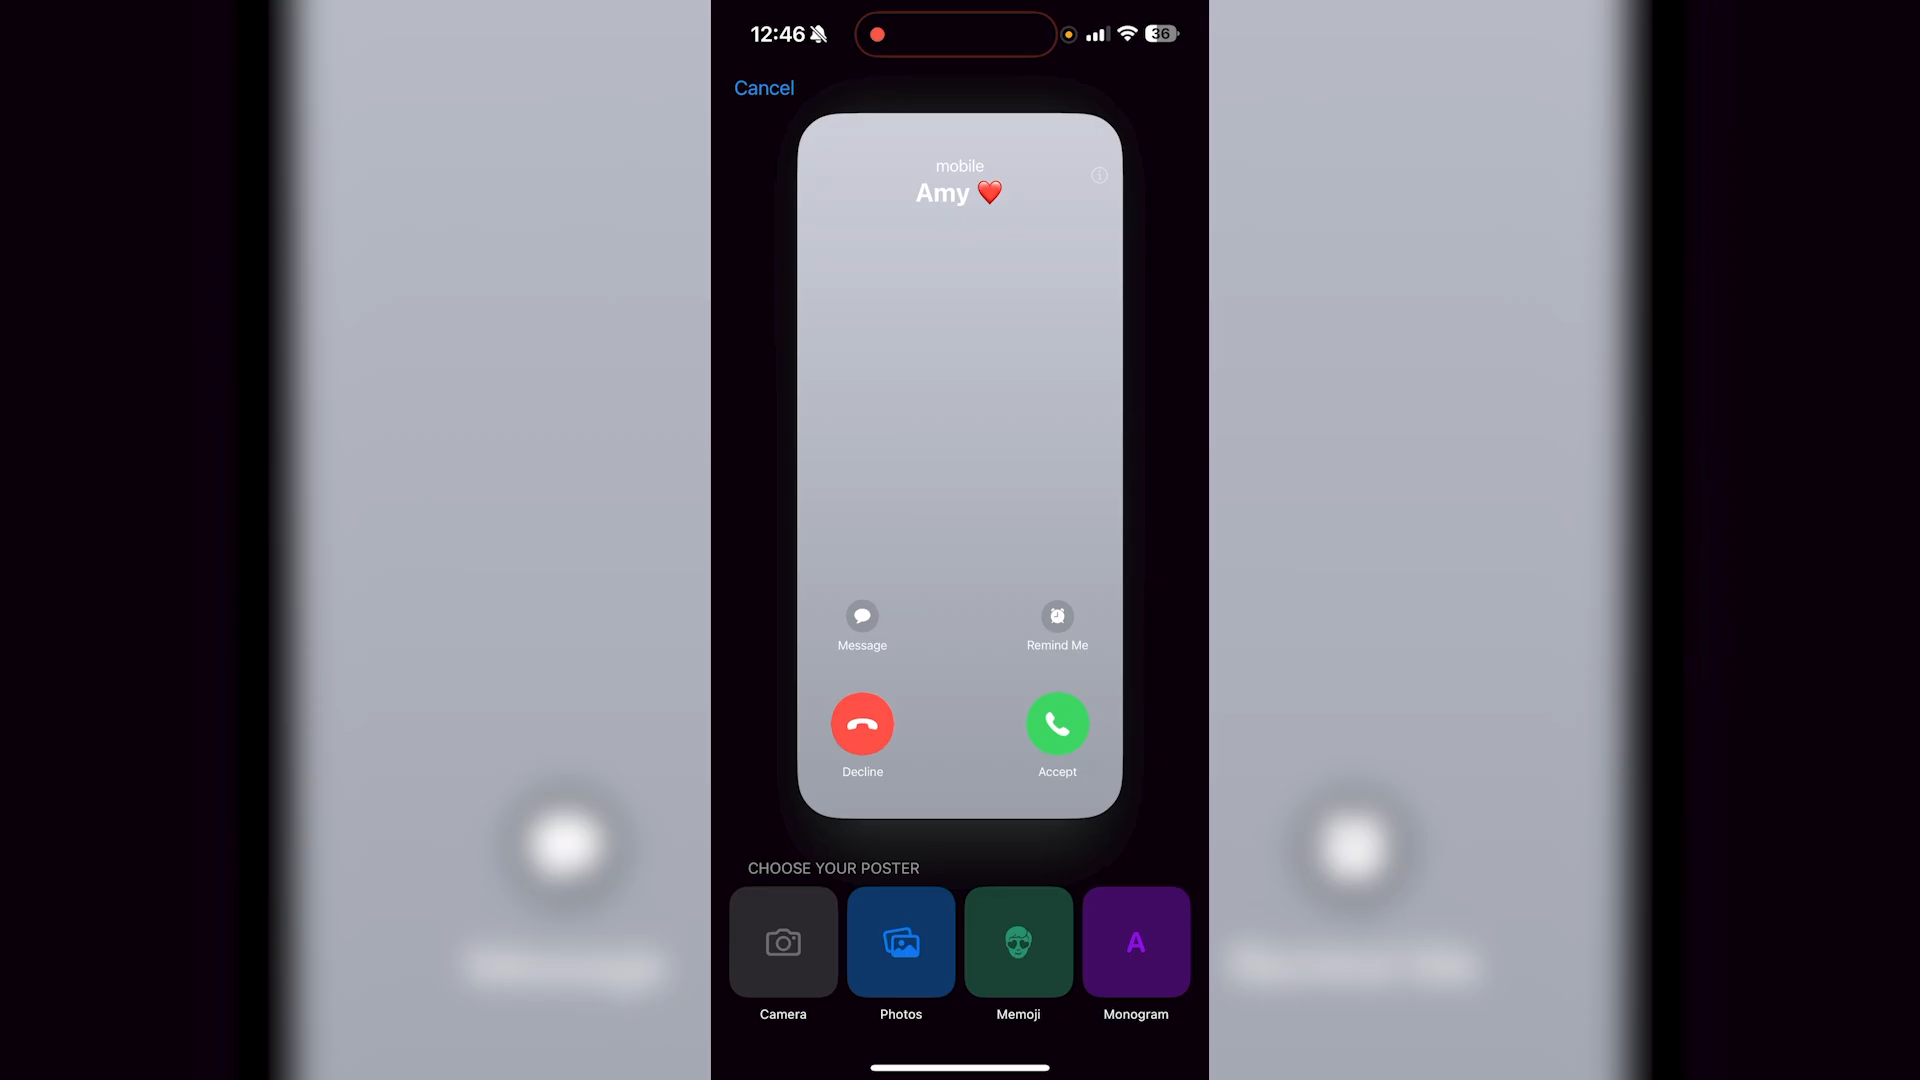 12:46
36
Cancel
mobile
Amy ❤️
Message
Remind Me
Decline
Accept
CHOOSE YOUR POSTER
A
Camera
Photos
Memoji
Monogram